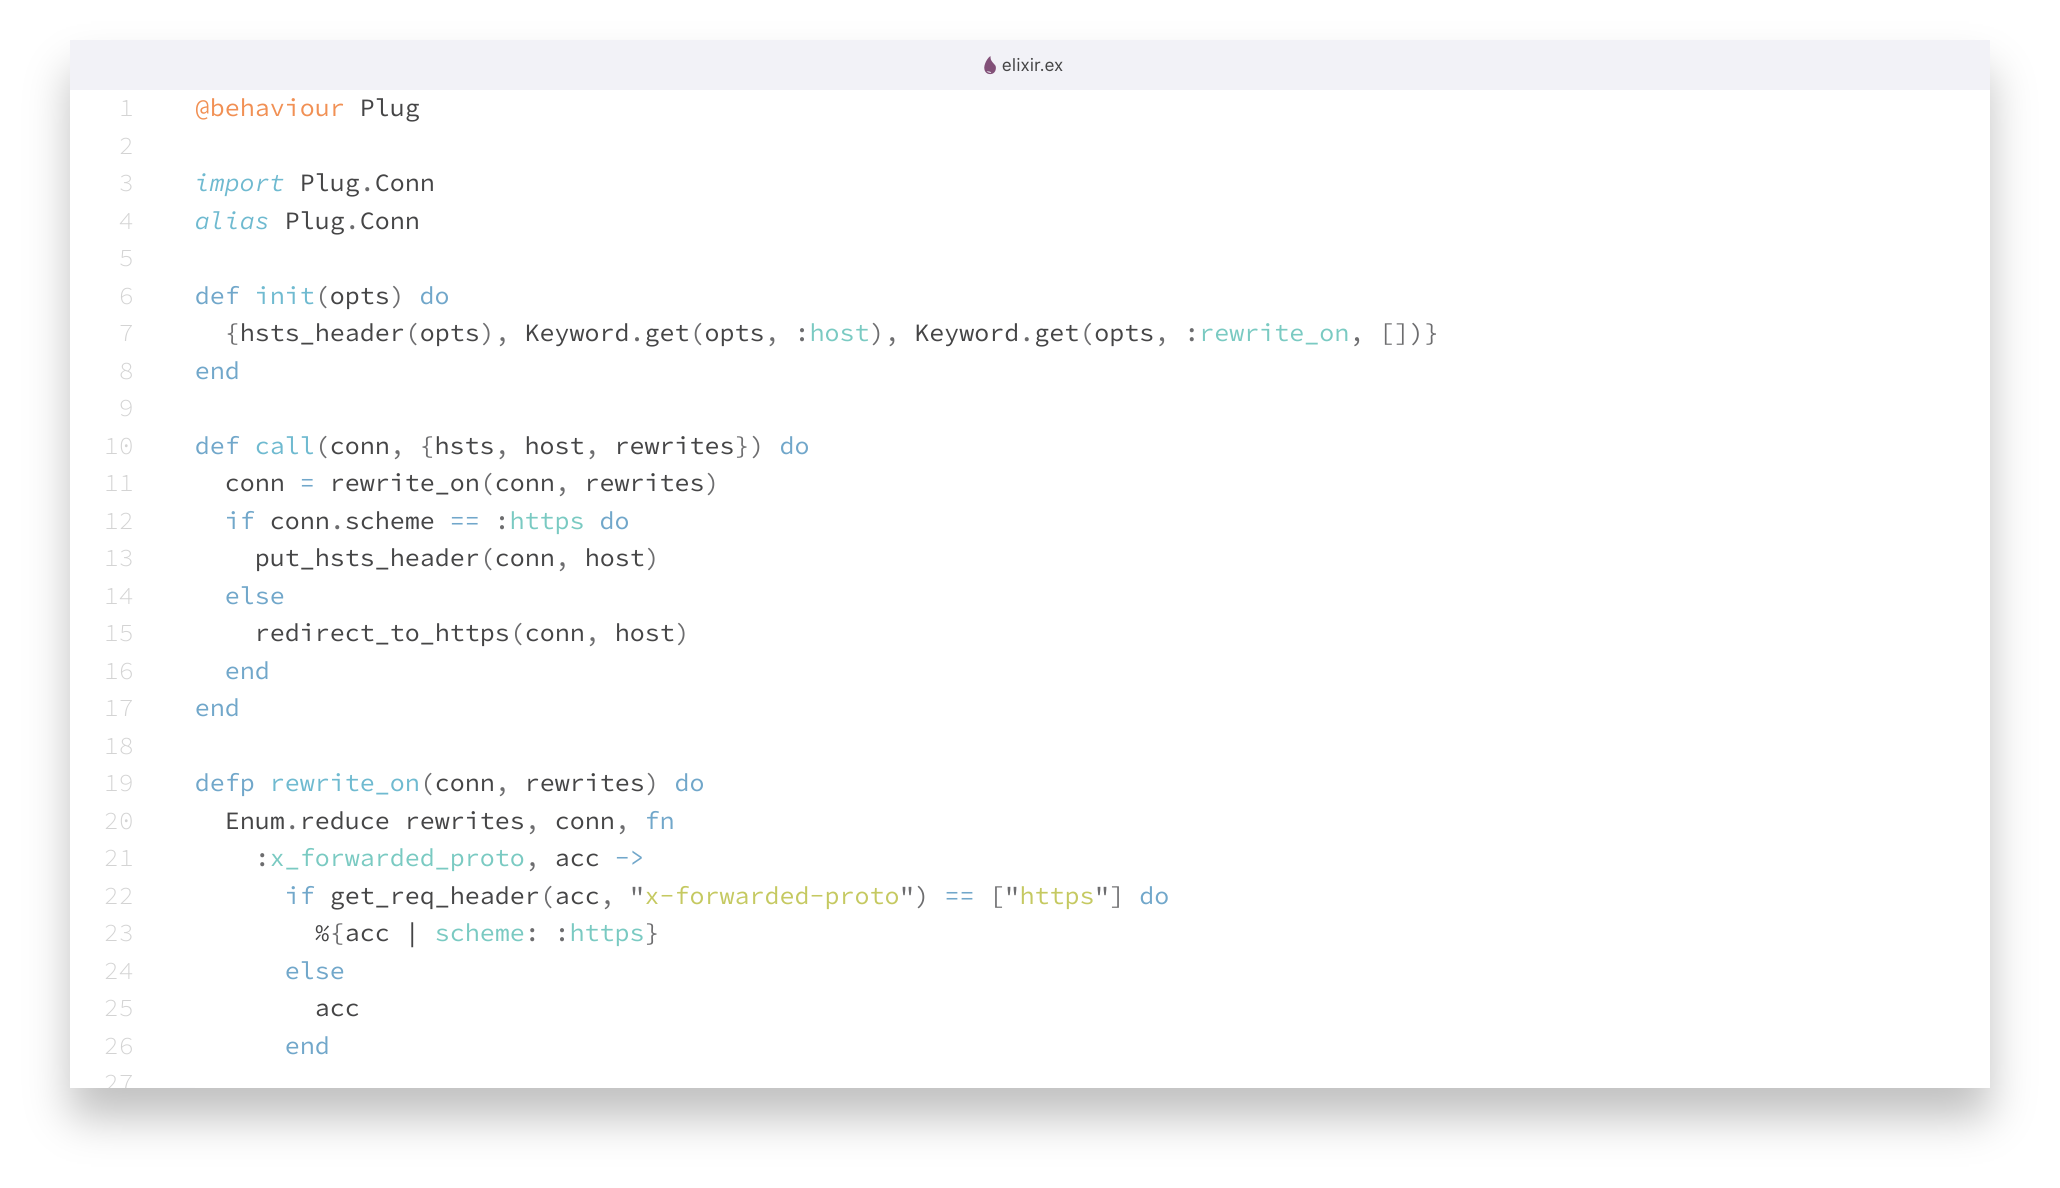 elixir.ex
1 @behaviour Plug
2
3 import Plug.Conn
4 alias Plug.Conn
5
6 def init(opts) do
7   {hsts_header(opts), Keyword.get(opts, :host), Keyword.get(opts, :rewrite_on, [])}
8 end
9
10 def call(conn, {hsts, host, rewrites}) do
11   conn = rewrite_on(conn, rewrites)
12   if conn.scheme == :https do
13     put_hsts_header(conn, host)
14   else
15     redirect_to_https(conn, host)
16   end
17 end
18
19 defp rewrite_on(conn, rewrites) do
20   Enum.reduce rewrites, conn, fn
21     :x_forwarded_proto, acc ->
22       if get_req_header(acc, "x-forwarded-proto") == ["https"] do
23         %{acc | scheme: :https}
24       else
25         acc
26       end
27